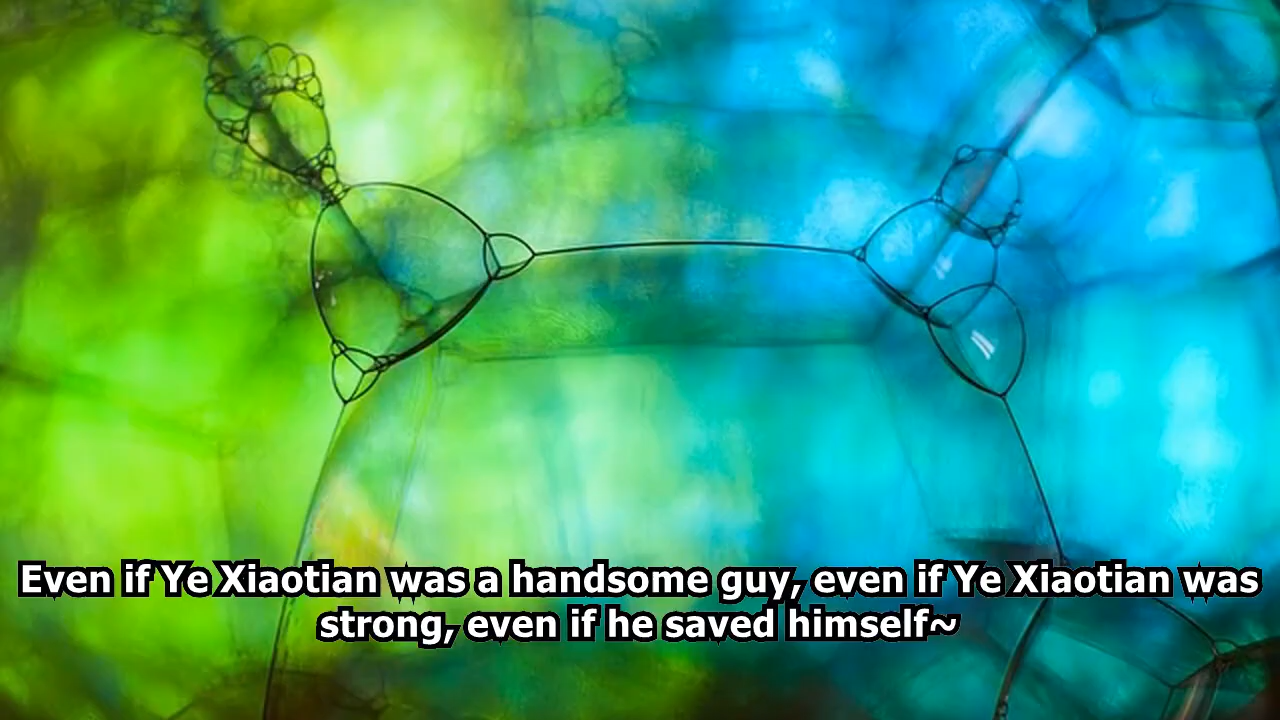 Even if Ye Xiaotian was a handsome guy, even if Ye Xiaotian was
strong, even if he saved himself~